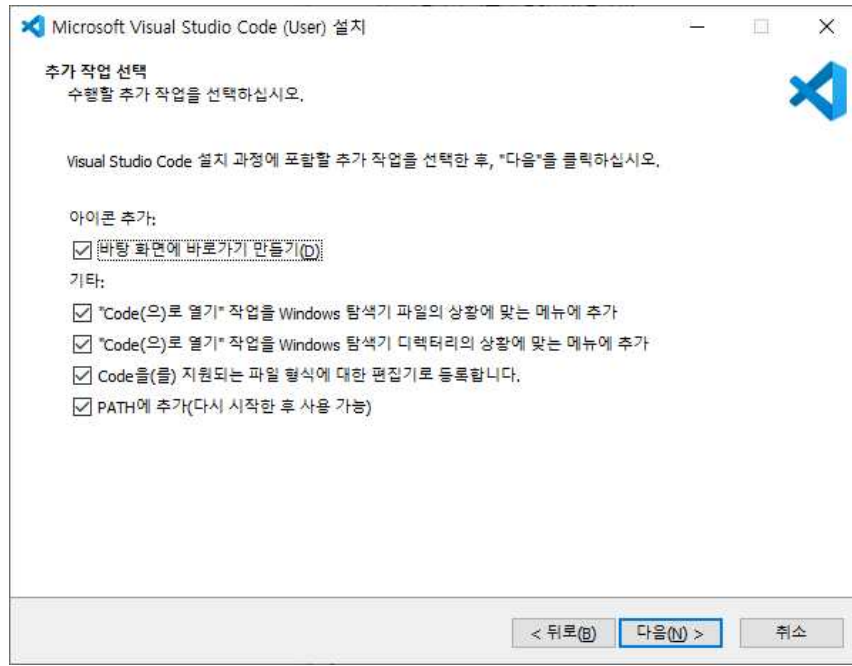 Microsoft Visual Studio Code (User) 설치
추가 작업 선택
수행할 추가 작업을 선택하십시오.
Visual Studio Code 설치 과정에 포함할 추가 작업을 선택한 후, "다음"을 클릭하십시오.
아이콘 추가:
바탕 화면에 바로가기 만들기(D)
기타:
"Code(으)로 열기" 작업을 Windows 탐색기 파일의 상황에 맞는 메뉴에 추가
"Code(으)로 열기" 작업을 Windows 탐색기 디렉터리의 상황에 맞는 메뉴에 추가
Code을(를) 지원되는 파일 형식에 대한 편집기로 등록합니다.
PATH에 추가(다시 시작한 후 사용 가능)
< 뒤로(B) 다음(N) > 취소